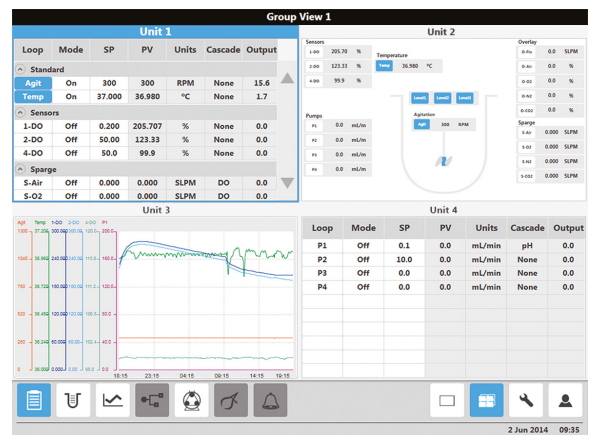 Group View 1
Unit 1
Loop Mode SP PV Units Cascade Output
Standard
Agit On 300 300 RPM None 15.6
Temp On 37.000 36.980 °C None 1.7
Sensors
1-DO Off 0.200 205.707 % None 0.0
2-DO Off 50.00 123.33 % None 0.0
4-DO Off 50.0 99.9 % None 0.0
Sparge
S-Air Off 0.000 0.000 SLPM DO 0.0
S-O2 Off 0.000 0.000 SLPM DO 0.0
Unit 2
Sensors
1-DO 205.70 %
2-DO 123.33 %
4-DO 99.9 %
Temperature
Temp 36.980 °C
Level1 Level2 Level3
Agitation
Agit 300 RPM
Pumps
P1 0.0 mL/m
P2 0.0 mL/m
P3 0.0 mL/m
P4 0.0 mL/m
Overlay
0.0 SLPM
O-Air 0.0 %
O-O2 0.0 %
O-N2 0.0 %
O-CO2 0.0 %
Sparge
S-Air 0.000 SLPM
S-O2 0.000 SLPM
S-N2 0.000 SLPM
S-CO2 0.000 SLPM
Unit 3
Agit Temp 1-DO 2-DO 4-DO P1
18:15 23:15 04:15 09:15 14:15 19:15
Unit 4
Loop Mode SP PV Units Cascade Output
P1 Off 0.1 0.0 mL/min pH 0.0
P2 Off 10.0 0.0 mL/min None 0.0
P3 Off 0.0 0.0 mL/min None 0.0
P4 Off 0.0 0.0 mL/min None 0.0
2 Jun 2014 09:35